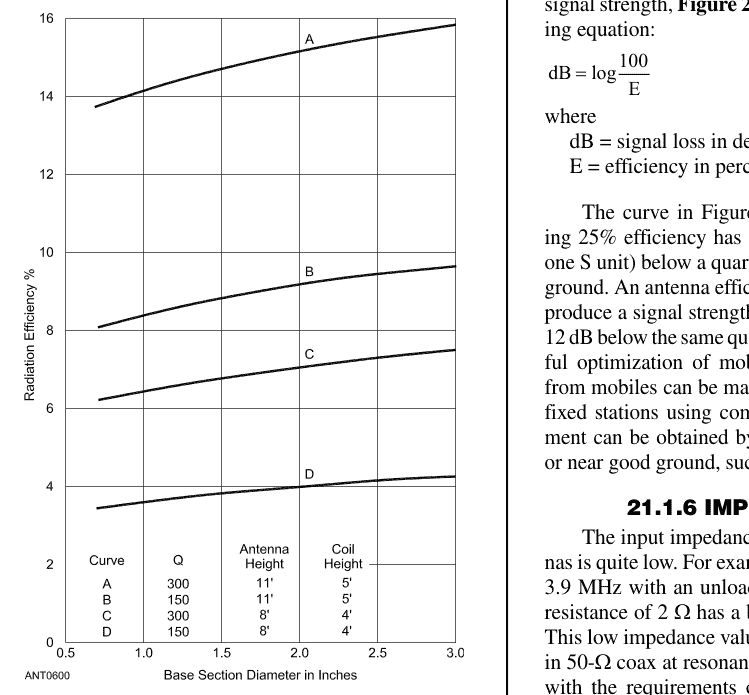 16
14
12
10
8
6
4
2
0
Radiation Efficiency %
A
B
C
D
Curve Q Antenna Height Coil Height
A 300 11' 5'
B 150 11' 5'
C 300 8' 4'
D 150 8' 4'
0.5 1.0 1.5 2.0 2.5 3.0
Base Section Diameter in Inches
ANT0600
signal strength, Figure 2
ing equation:
dB = log 100/E
where
dB = signal loss in de
E = efficiency in perc
The curve in Figure
ing 25% efficiency has
one S unit) below a quar
ground. An antenna effic
produce a signal strength
12 dB below the same qu
ful optimization of mob
from mobiles can be ma
fixed stations using com
ment can be obtained by
or near good ground, suc
21.1.6 IMP
The input impedanc
nas is quite low. For exam
3.9 MHz with an unload
resistance of 2 Ω has a b
This low impedance valu
in 50-Ω coax at resonan
with the requirements o